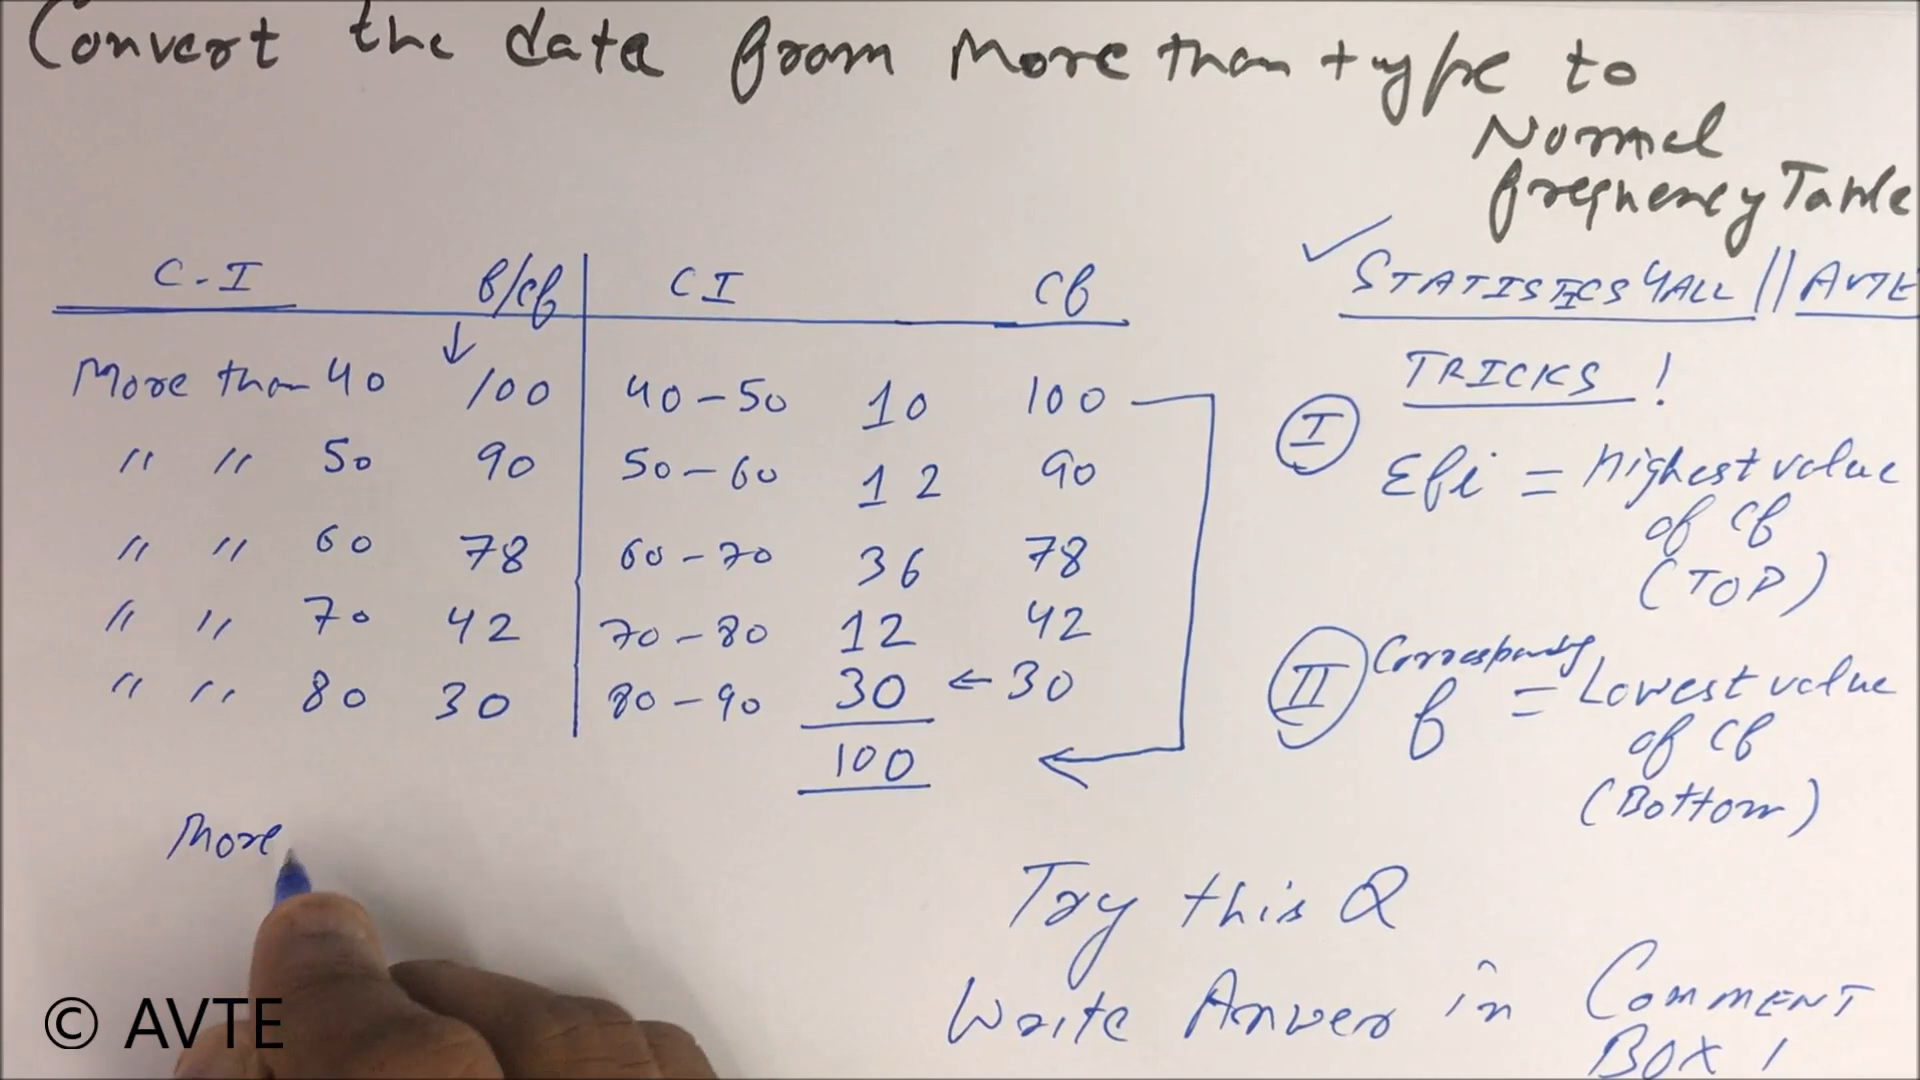 Convert the data from More than type to
Normal
frequency Table
C-I f/cf CI cf
More than 40 100 40-50 10 100
" " 50 90 50-60 12 90
" " 60 78 60-70 36 78
" " 70 42 70-80 12 42
" " 80 30 80-90 30 ← 30
100
More
STATISTICS4ALL || AVTE
TRICKS !
I
Σfi = Highest value
of cf
(TOP)
II Corresponding
f = Lowest value
of cf
(Bottom)
Try this Q
Write Answer in COMMENT
BOX !
© AVTE